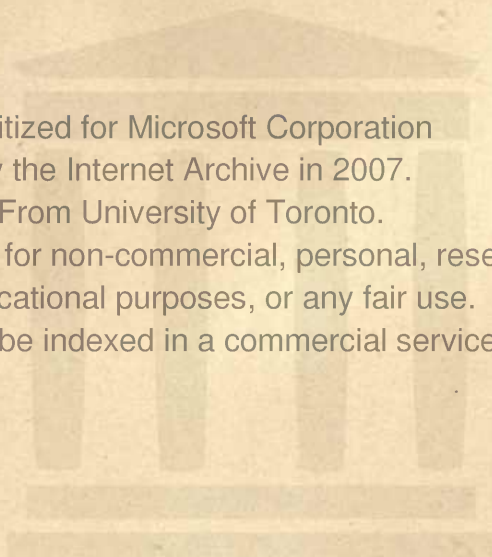 itized for Microsoft Corporation
the Internet Archive in 2007.
From University of Toronto.
for non-commercial, personal, rese
cational purposes, or any fair use.
be indexed in a commercial service